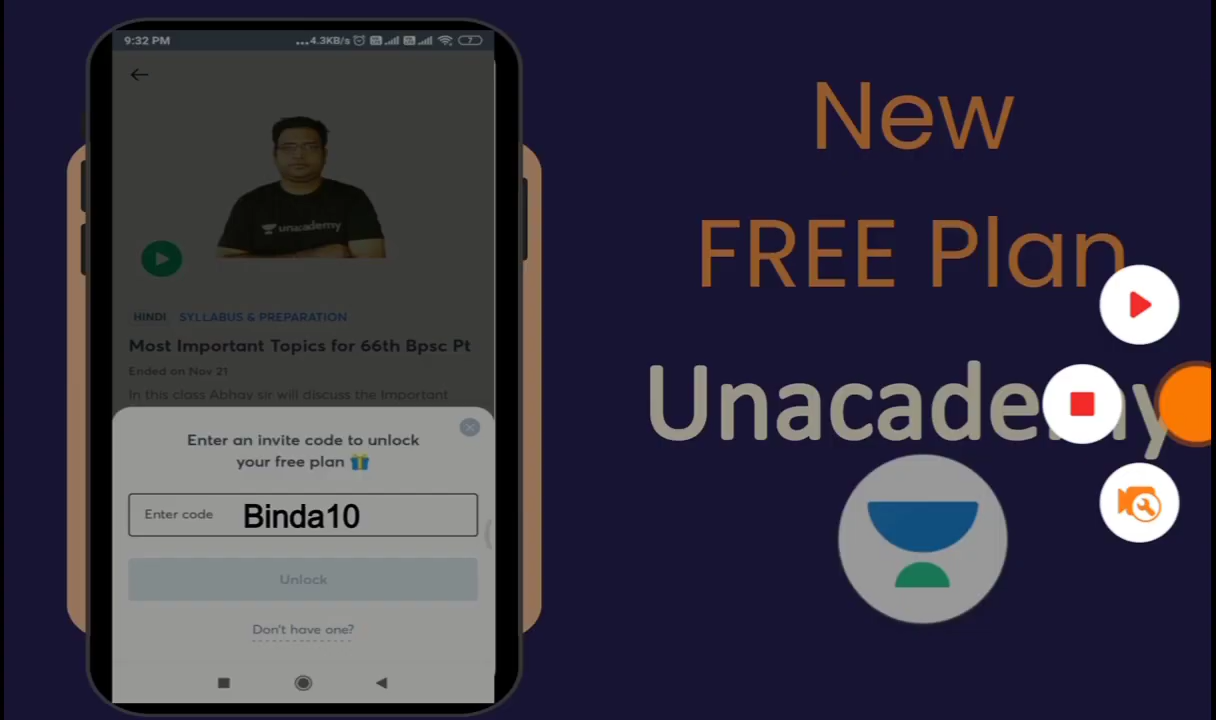 9:32 PM
...4.3KB/s
unacademy
HINDI SYLLABUS & PREPARATION
Most Important Topics for 66th Bpsc Pt
Ended on Nov 21
In this class Abhay sir will discuss the Important
Enter an invite code to unlock
your free plan 🎁
Enter code Binda10
Unlock
Don't have one?
New
FREE Plan
Unacademy